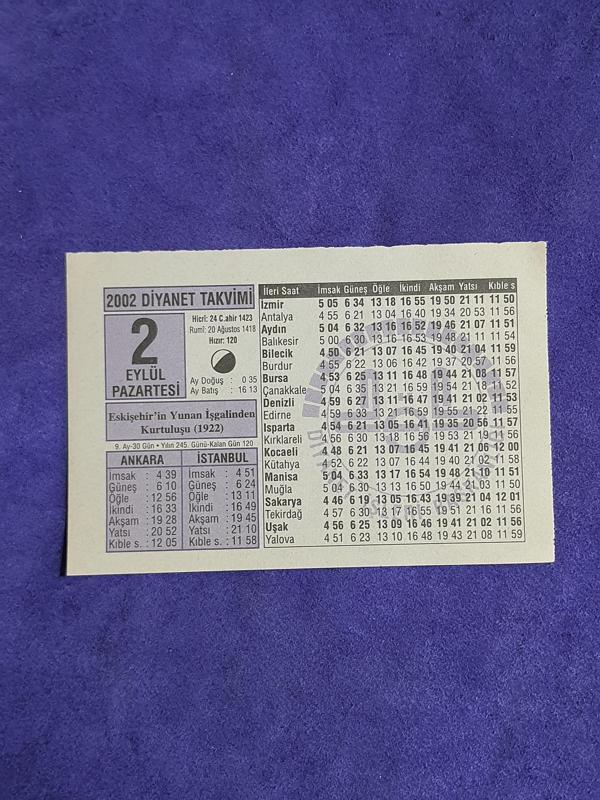 2002 DİYANET TAKVİMİ
2
EYLÜL
PAZARTESİ
Hicrî: 24 C.ahir 1423
Rumî: 20 Ağustos 1418
Hızır: 120
Ay Doğuş : 0 35
Ay Batış : 16 13
Eskişehir'in Yunan İşgalinden
Kurtuluşu (1922)
9. Ay-30 Gün • Yılın 245. Günü-Kalan Gün 120
ANKARA
İmsak : 4 39
Güneş : 6 10
Öğle : 12 56
İkindi : 16 33
Akşam : 19 28
Yatsı : 20 52
Kıble s. : 12 05
İSTANBUL
İmsak : 4 51
Güneş : 6 24
Öğle : 13 11
İkindi : 16 49
Akşam : 19 45
Yatsı : 21 10
Kıble s. : 11 58
İleri Saat İmsak Güneş Öğle İkindi Akşam Yatsı Kıble s
İzmir 5 05 6 34 13 18 16 55 19 50 21 11 11 50
Antalya 4 55 6 21 13 04 16 40 19 34 20 52 11 56
Aydın 5 04 6 32 13 16 16 52 19 46 21 07 11 51
Balıkesir 5 00 6 30 13 16 16 53 19 48 21 11 11 54
Bilecik 4 50 6 21 13 07 16 45 19 40 21 04 11 59
Burdur 4 55 6 22 13 06 16 42 19 37 20 57 11 56
Bursa 4 53 6 25 13 11 16 48 19 44 21 08 11 57
Çanakkale 5 04 6 35 13 21 16 59 19 54 21 18 11 52
Denizli 4 59 6 27 13 11 16 47 19 41 21 02 11 53
Edirne 4 59 6 33 13 21 16 59 19 55 21 22 11 55
Isparta 4 54 6 21 13 05 16 41 19 35 20 56 11 57
Kırklareli 4 56 6 30 13 18 16 56 19 53 21 19 11 56
Kocaeli 4 48 6 21 13 07 16 45 19 41 21 06 12 00
Kütahya 4 52 6 22 13 07 16 44 19 40 21 02 11 58
Manisa 5 04 6 33 13 17 16 54 19 48 21 10 11 51
Muğla 5 04 6 30 13 13 16 50 19 44 21 03 11 50
Sakarya 4 46 6 19 13 05 16 43 19 39 21 04 12 01
Tekirdağ 4 57 6 30 13 17 16 55 19 51 21 16 11 55
Uşak 4 56 6 25 13 09 16 46 19 41 21 02 11 56
Yalova 4 51 6 23 13 10 16 48 19 43 21 08 11 59